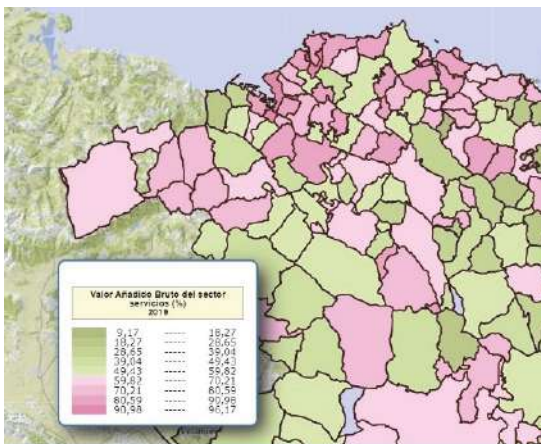 Valor Añadido Bruto del sector
servicios (%)
2019
9,17 ----- 18,27
18,27 ----- 28,65
28,65 ----- 39,04
39,04 ----- 49,43
49,43 ----- 59,82
59,82 ----- 70,21
70,21 ----- 80,59
80,59 ----- 90,98
90,98 ----- 96,17